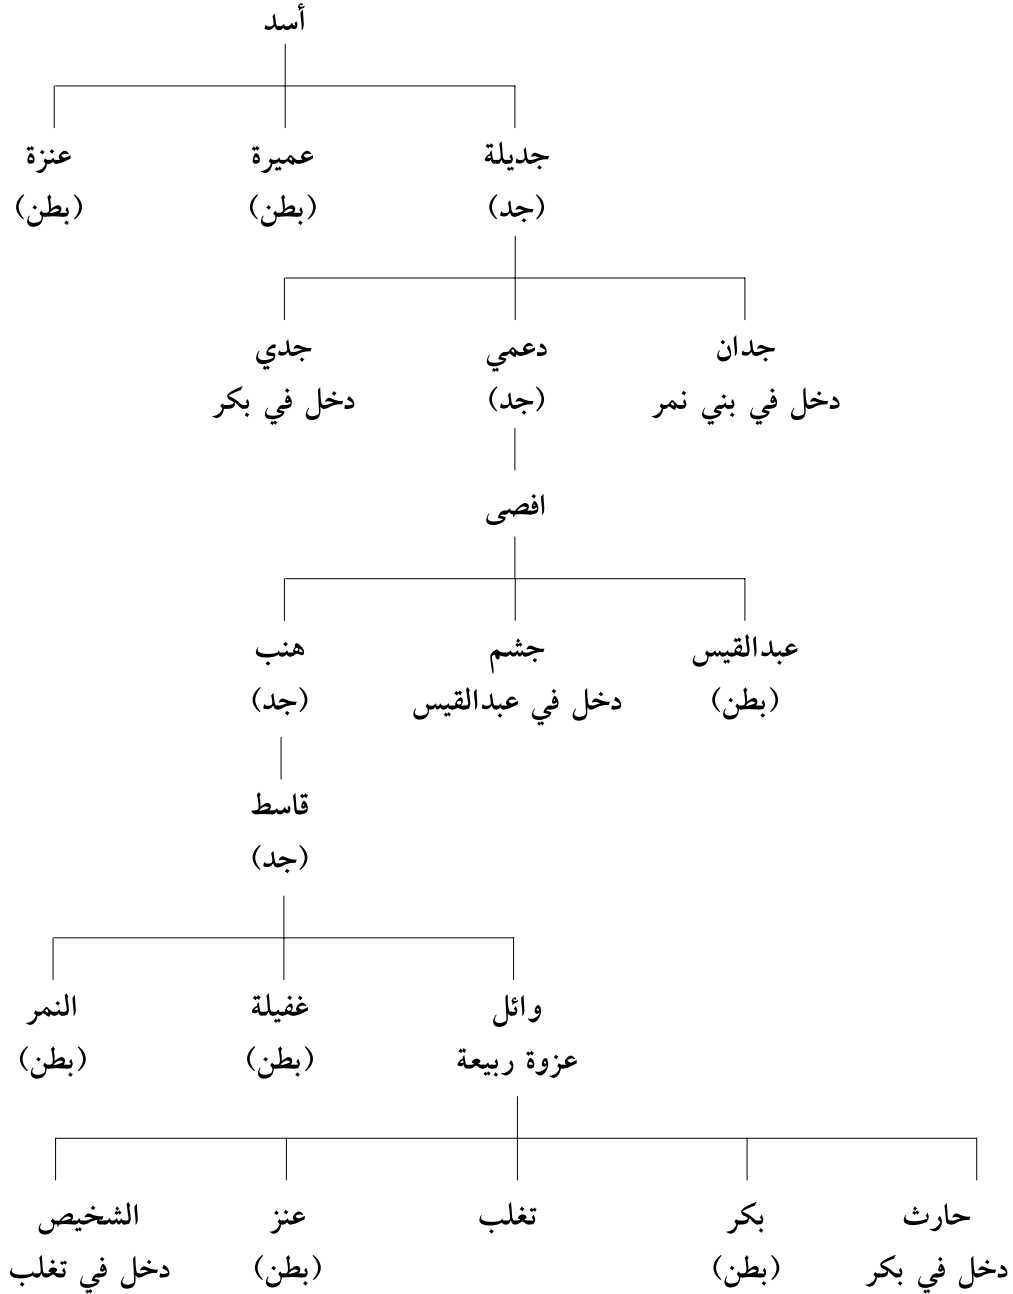 أسد
جديلة عميرة عنزة
(جد) (بطن) (بطن)
جدان دعمي جدي
دخل في بني نمر (جد) دخل في بكر
افصى
عبدالقيس جشم هنب
(بطن) دخل في عبدالقيس (جد)
قاسط
(جد)
وائل غفيلة النمر
عزوة ربيعة (بطن) (بطن)
حارث بكر تغلب عنز الشخيص
دخل في بكر (بطن) (بطن) دخل في تغلب